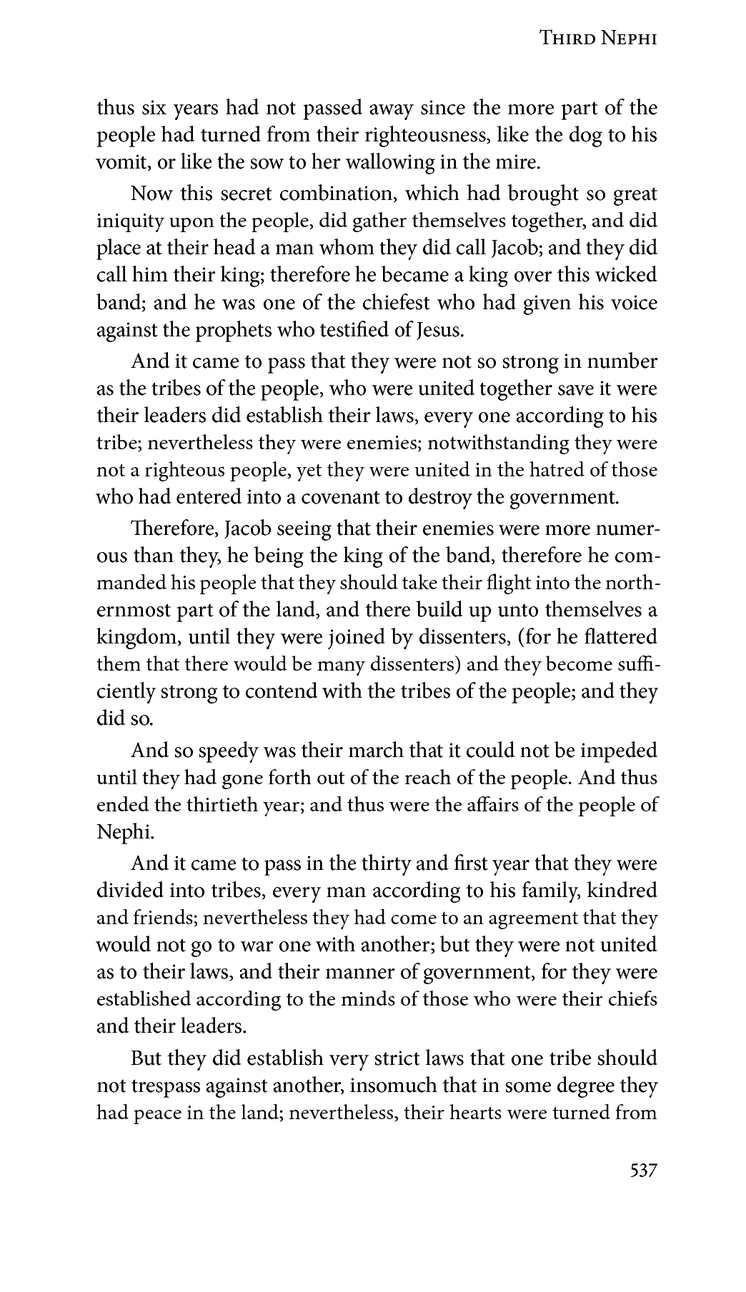 Third Nephi
thus six years had not passed away since the more part of the
people had turned from their righteousness, like the dog to his
vomit, or like the sow to her wallowing in the mire.
Now this secret combination, which had brought so great
iniquity upon the people, did gather themselves together, and did
place at their head a man whom they did call Jacob; and they did
call him their king; therefore he became a king over this wicked
band; and he was one of the chiefest who had given his voice
against the prophets who testified of Jesus.
And it came to pass that they were not so strong in number
as the tribes of the people, who were united together save it were
their leaders did establish their laws, every one according to his
tribe; nevertheless they were enemies; notwithstanding they were
not a righteous people, yet they were united in the hatred of those
who had entered into a covenant to destroy the government.
Therefore, Jacob seeing that their enemies were more numer-
ous than they, he being the king of the band, therefore he com-
manded his people that they should take their flight into the north-
ernmost part of the land, and there build up unto themselves a
kingdom, until they were joined by dissenters, (for he flattered
them that there would be many dissenters) and they become suffi-
ciently strong to contend with the tribes of the people; and they
did so.
And so speedy was their march that it could not be impeded
until they had gone forth out of the reach of the people. And thus
ended the thirtieth year; and thus were the affairs of the people of
Nephi.
And it came to pass in the thirty and first year that they were
divided into tribes, every man according to his family, kindred
and friends; nevertheless they had come to an agreement that they
would not go to war one with another; but they were not united
as to their laws, and their manner of government, for they were
established according to the minds of those who were their chiefs
and their leaders.
But they did establish very strict laws that one tribe should
not trespass against another, insomuch that in some degree they
had peace in the land; nevertheless, their hearts were turned from
537